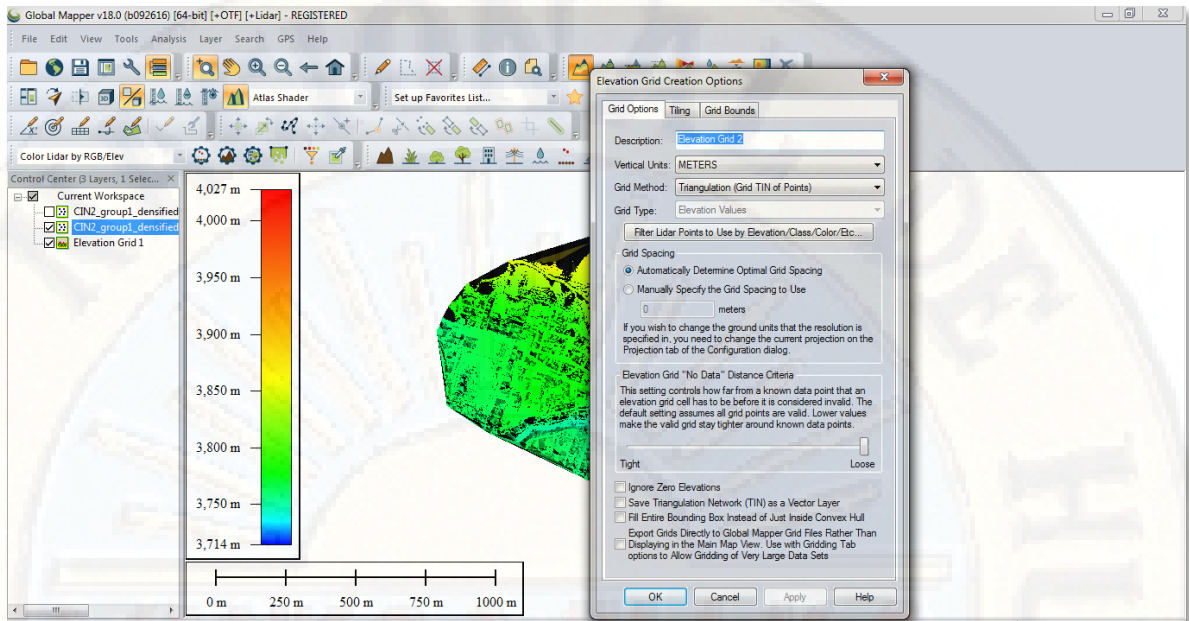 Global Mapper v18.0 (b092616) [64-bit] [+OTF] [+Lidar] - REGISTERED
File Edit View Tools Analysis Layer Search GPS Help
Atlas Shader
Set up Favorites List...
Color Lidar by RGB/Elev
Control Center (3 Layers, 1 Selec...
Current Workspace
CIN2_group1_densified
CIN2_group1_densified
Elevation Grid 1
4,027 m
4,000 m
3,950 m
3,900 m
3,850 m
3,800 m
3,750 m
3,714 m
0 m 250 m 500 m 750 m 1000 m
Elevation Grid Creation Options
Grid Options Tiling Grid Bounds
Description: Elevation Grid 2
Vertical Units: METERS
Grid Method: Triangulation (Grid TIN of Points)
Grid Type: Elevation Values
Filter Lidar Points to Use by Elevation/Class/Color/Etc...
Grid Spacing
Automatically Determine Optimal Grid Spacing
Manually Specify the Grid Spacing to Use
0 meters
If you wish to change the ground units that the resolution is
specified in, you need to change the current projection on the
Projection tab of the Configuration dialog.
Elevation Grid "No Data" Distance Criteria
This setting controls how far from a known data point that an
elevation grid cell has to be before it is considered invalid. The
default setting assumes all grid points are valid. Lower values
make the valid grid stay tighter around known data points.
Tight Loose
Ignore Zero Elevations
Save Triangulation Network (TIN) as a Vector Layer
Fill Entire Bounding Box Instead of Just Inside Convex Hull
Export Grids Directly to Global Mapper Grid Files Rather Than
Displaying in the Main Map View. Use with Gridding Tab
options to Allow Gridding of Very Large Data Sets
OK Cancel Apply Help